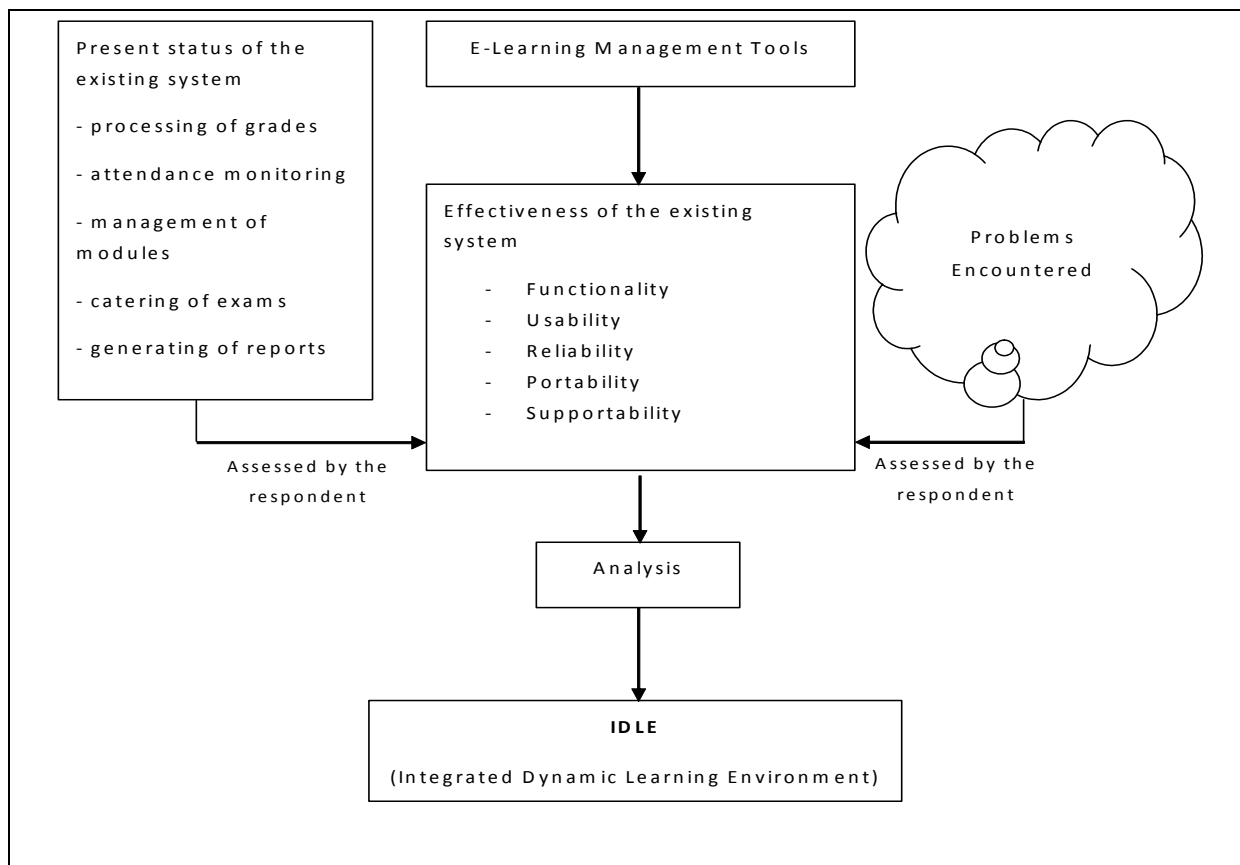 Present status of the
existing system
- processing of grades
- attendance monitoring
- management of
modules
- catering of exams
- generating of reports
E-Learning Management Tools
Effectiveness of the existing
system
- Functionality
- Usability
- Reliability
- Portability
- Supportability
Problems
Encountered
Assessed by the
respondent
Assessed by the
respondent
Analysis
IDLE
(Integrated Dynamic Learning Environment)